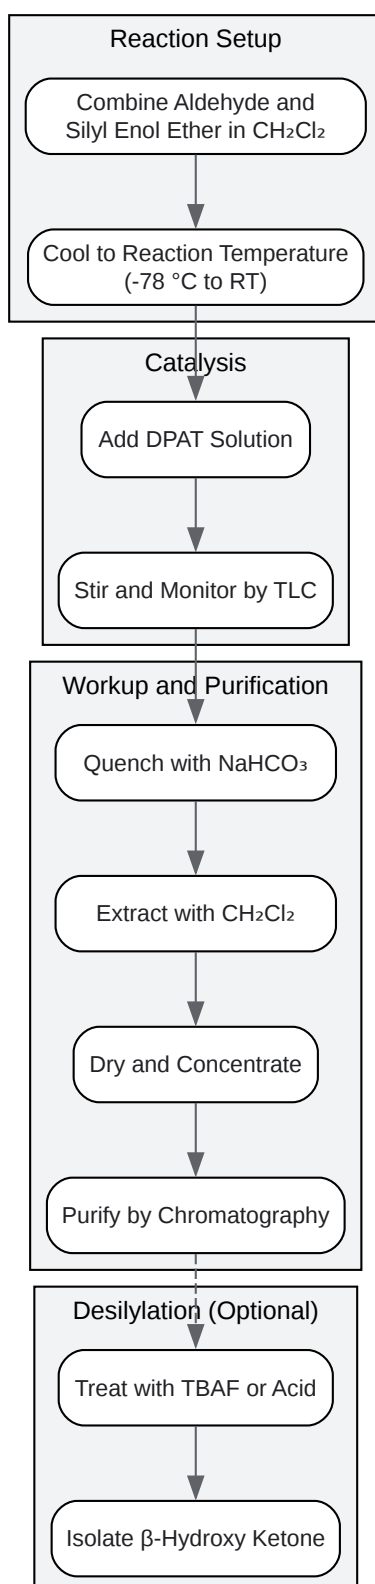 Reaction Setup
Combine Aldehyde and
Silyl Enol Ether in CH₂Cl₂
Cool to Reaction Temperature
(-78 °C to RT)
Catalysis
Add DPAT Solution
Stir and Monitor by TLC
Workup and Purification
Quench with NaHCO₃
Extract with CH₂Cl₂
Dry and Concentrate
Purify by Chromatography
Desilylation (Optional)
Treat with TBAF or Acid
Isolate β-Hydroxy Ketone